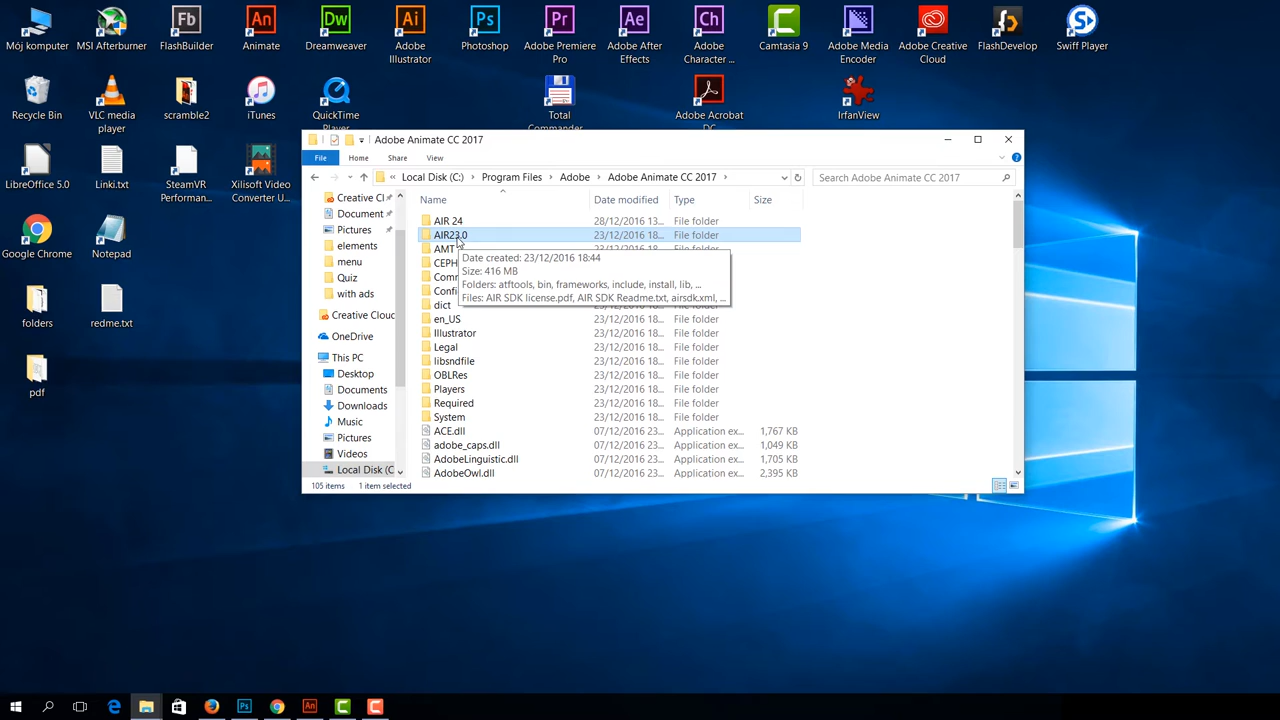 Mój komputer
MSI Afterburner
FlashBuilder
Animate
Dreamweaver
Adobe Illustrator
Photoshop
Adobe Premiere Pro
Adobe After Effects
Adobe Character ...
Camtasia 9
Adobe Media Encoder
Adobe Creative Cloud
FlashDevelop
Swiff Player
Fb
An
Dw
Ai
Ps
Pr
Ae
Ch
Recycle Bin
VLC media player
scramble2
iTunes
QuickTime Player
Total Commander
Adobe Acrobat DC
IrfanView
LibreOffice 5.0
Linki.txt
SteamVR Performan...
Xilisoft Video Converter U...
Google Chrome
Notepad
folders
redme.txt
pdf
Adobe Animate CC 2017
File Home Share View
« Local Disk (C:) > Program Files > Adobe > Adobe Animate CC 2017 >
Search Adobe Animate CC 2017
Creative Cl
Document
Pictures
elements
menu
Quiz
with ads
Creative Cloud
OneDrive
This PC
Desktop
Documents
Downloads
Music
Pictures
Videos
Local Disk (C
Name Date modified Type Size
AIR 24 28/12/2016 13... File folder
AIR23.0 23/12/2016 18... File folder
AMT 23/12/2016 18... File folder
CEPH
Comm
Confi
Date created: 23/12/2016 18:44
Size: 416 MB
Folders: atftools, bin, frameworks, include, install, lib, ...
Files: AIR SDK license.pdf, AIR SDK Readme.txt, airsdk.xml, ...
dict 23/12/2016 18... File folder
en_US 23/12/2016 18... File folder
Illustrator 23/12/2016 18... File folder
Legal 23/12/2016 18... File folder
libsndfile 23/12/2016 18... File folder
OBLRes 23/12/2016 18... File folder
Players 23/12/2016 18... File folder
Required 23/12/2016 18... File folder
System 23/12/2016 18... File folder
ACE.dll 07/12/2016 23... Application ex... 1,767 KB
adobe_caps.dll 07/12/2016 23... Application ex... 1,049 KB
AdobeLinguistic.dll 07/12/2016 23... Application ex... 1,705 KB
AdobeOwl.dll 07/12/2016 23... Application ex... 2,395 KB
105 items 1 item selected
Ps
An